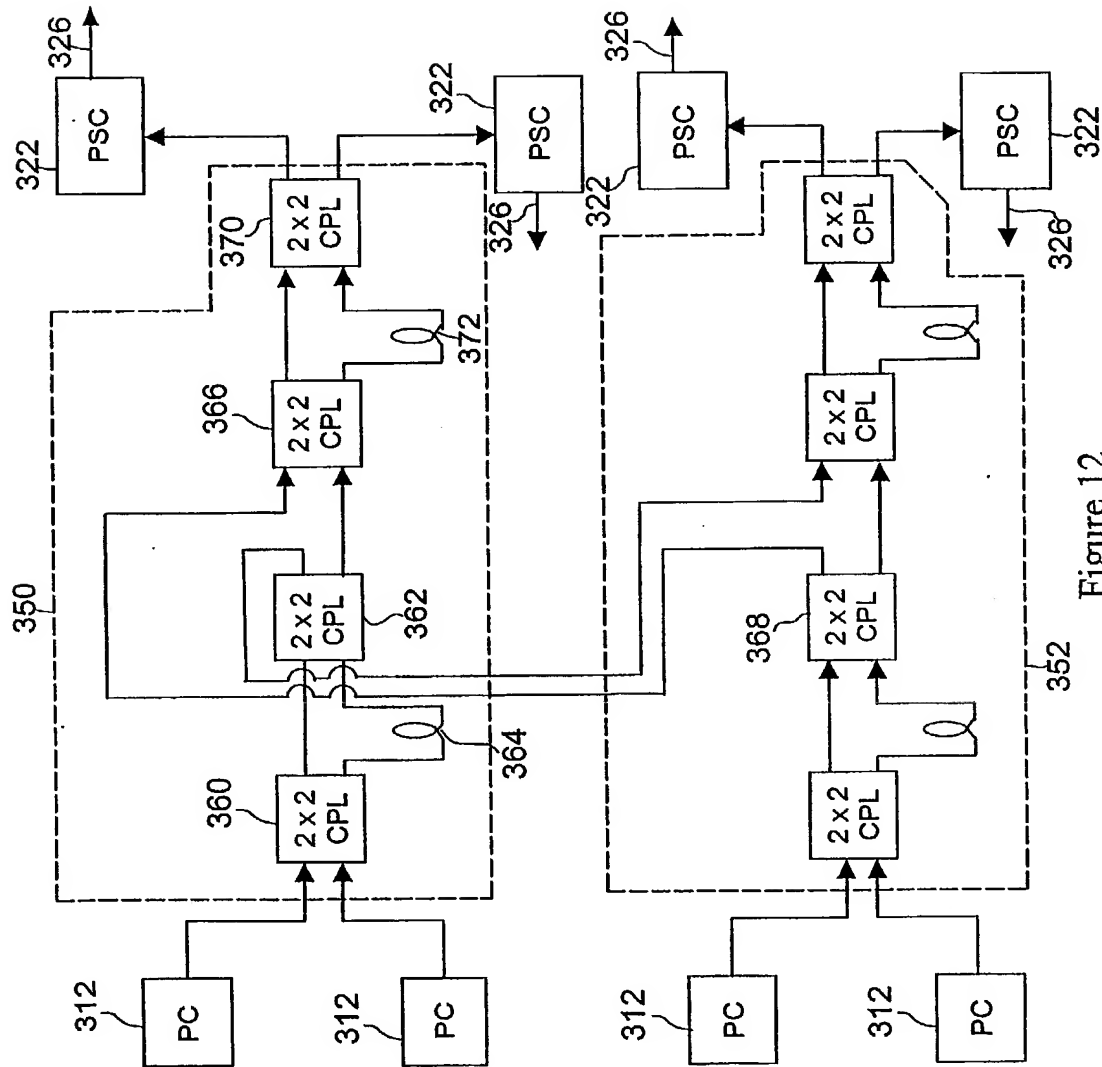 322
326
PSC
322
PSC
326
370
2 x 2
CPL
366
2 x 2
CPL
372
350
362
2 x 2
CPL
364
360
2 x 2
CPL
312
PC
312
PC
326
322
PSC
322
PSC
326
2 x 2
CPL
2 x 2
CPL
368
2 x 2
CPL
352
2 x 2
CPL
312
PC
312
PC
Figure 12